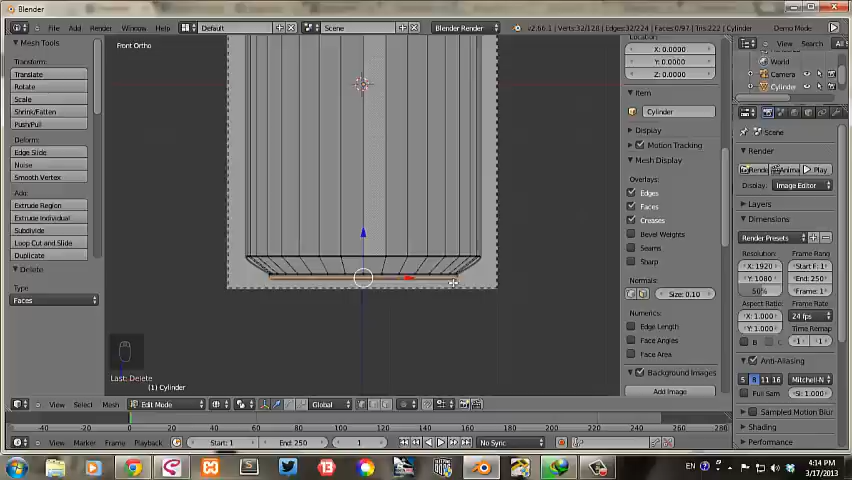 Blender
File
Add
Render
Help
Default
Scene
Blender Render
v2.66.1 | Verts:32/128 | Edges:32/224 | Faces:0/97 | Tris:222 | Cylinder
Demo Mode
Mesh Tools
Transform:
Translate
Rotate
Scale
Shrink/Fatten
Push/Pull
Deform:
Edge Slide
Noise
Smooth Vertex
Add:
Extrude Region
Extrude Individual
Subdivide
Loop Cut and Slide
Duplicate
Delete
Type
Faces
Front Ortho
Last: Delete
(1) Cylinder
Location:
X: 0.0000
Y: 0.0000
Z: 0.0000
Item
Cylinder
Display
Motion Tracking
Mesh Display
Overlays:
Edges
Faces
Creases
Bevel Weights
Seams
Sharp
Normals:
Size: 0.10
Numerics:
Edge Length
Face Angles
Face Area
Background Images
Add Image
View
Search
World
Camera
Cylinder
Scene
Render
Play
Display:
Image Editor
Layers
Dimensions
Render Presets
Resolution:
Frame Rang
X: 1920
Start F: 1
Y: 1080
50%
Frame: 1
Aspect Ratio:
Frame Rate
X: 1.000
24 fps
Y: 1.000
Time Remap
Anti-Aliasing
5 8 11 16
Mitchell-N
Full Sam
Sampled Motion Blur
Shading
Performance
View
Select
Mesh
Edit Mode
Global
-40
-20
0
20
40
60
80
100
120
140
160
180
200
220
240
260
View
Marker
Frame
Playback
Start: 1
End: 250
1
No Sync
EN
4:14 PM
3/17/2013